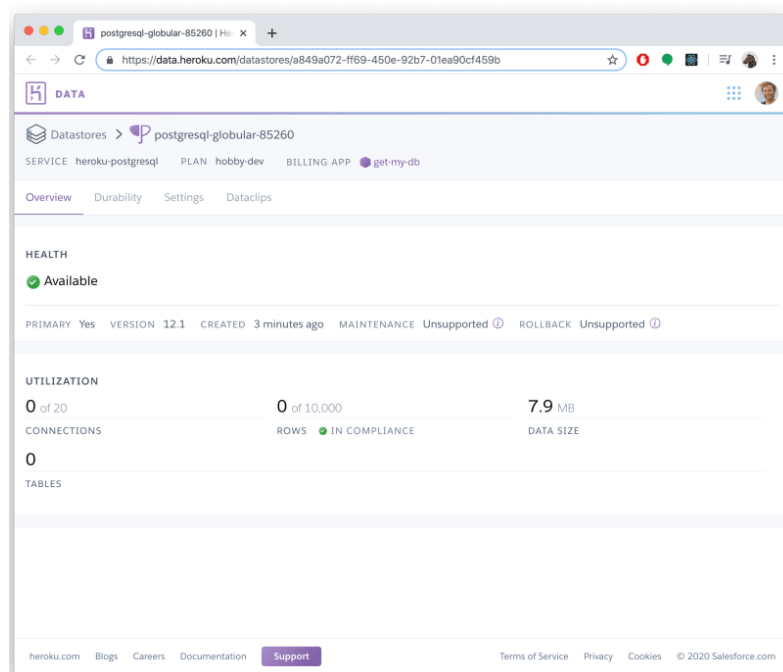 postgresql-globular-85260 | He
https://data.heroku.com/datastores/a849a072-ff69-450e-92b7-01ea90cf459b
DATA
Datastores > postgresql-globular-85260
SERVICE heroku-postgresql PLAN hobby-dev BILLING APP get-my-db
Overview Durability Settings Dataclips
HEALTH
Available
PRIMARY Yes VERSION 12.1 CREATED 3 minutes ago MAINTENANCE Unsupported ROLLBACK Unsupported
UTILIZATION
0 of 20 0 of 10,000 7.9 MB
CONNECTIONS ROWS IN COMPLIANCE DATA SIZE
0
TABLES
heroku.com Blogs Careers Documentation Support Terms of Service Privacy Cookies © 2020 Salesforce.com